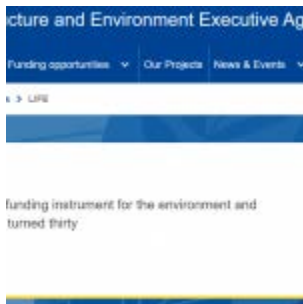 cture and Environment Executive Ag
Funding opportunities Our Projects News & Events
> LIFE
funding instrument for the environment and
turned thirty